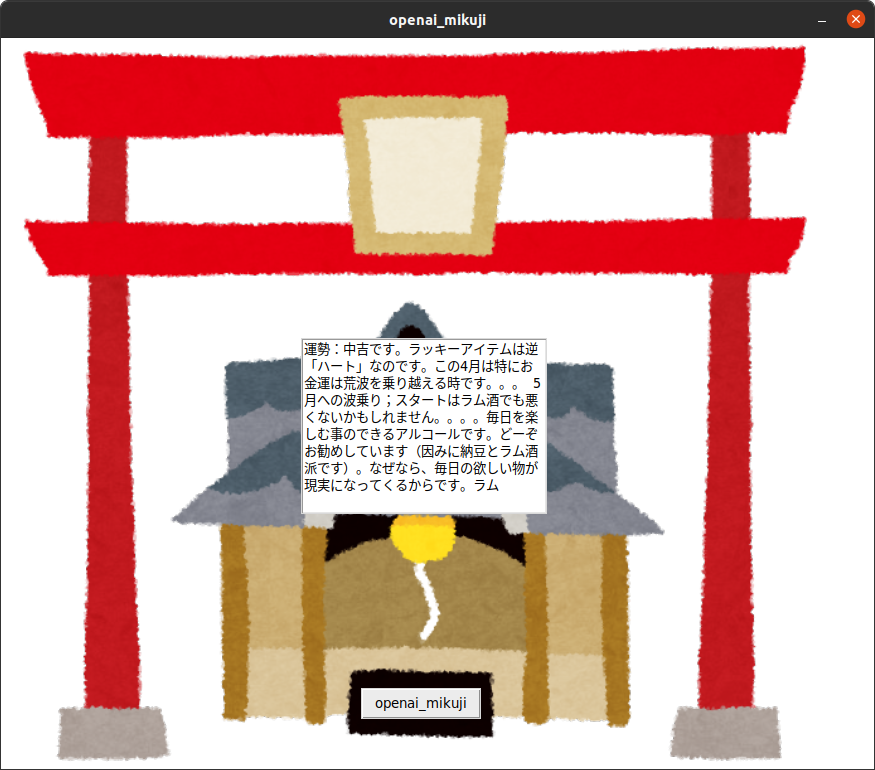 openai_mikuji
運勢：中吉です。ラッキーアイテムは逆
「ハート」なのです。この4月は特にお
金運は荒波を乗り越える時です。。。 5
月への波乗り；スタートはラム酒でも悪
くないかもしれません。。。。毎日を楽
しむ事のできるアルコールです。どーぞ
お勧めしています（因みに納豆とラム酒
派です）。なぜなら、毎日の欲しい物が
現実になってくるからです。ラム
openai_mikuji